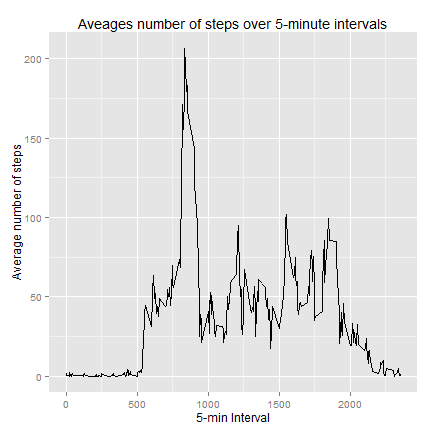 Aveages number of steps over 5-minute intervals
Average number of steps
200
150
100
50
0
0 500 1000 1500 2000
5-min Interval